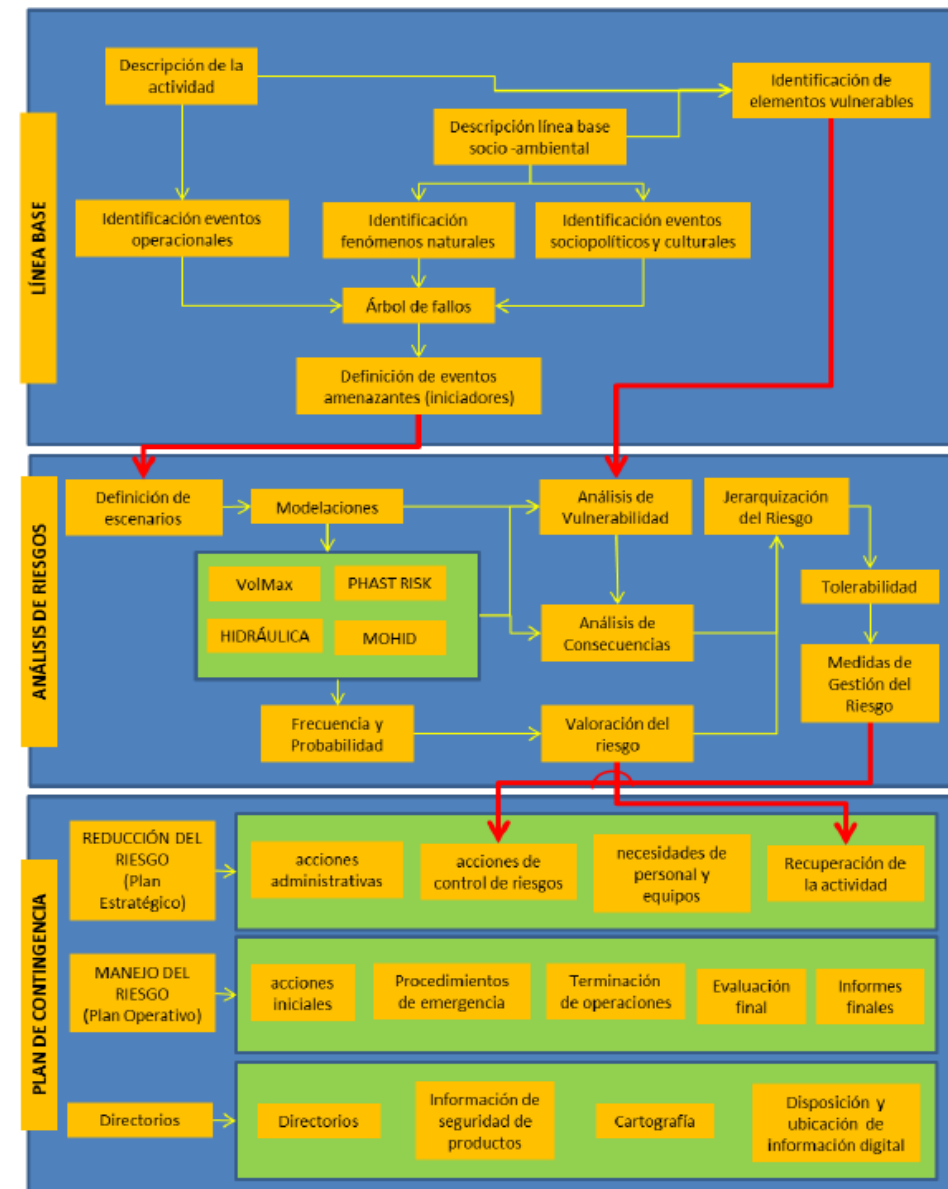 LÍNEA BASE
Descripción de la
actividad
Identificación de
elementos vulnerables
Descripción línea base
socio -ambiental
Identificación eventos
operacionales
Identificación
fenómenos naturales
Identificación eventos
sociopolíticos y culturales
Árbol de fallos
Definición de eventos
amenazantes (iniciadores)
ANÁLISIS DE RIESGOS
Definición de
escenarios
Modelaciones
Análisis de
Vulnerabilidad
Jerarquización
del Riesgo
VolMax
PHAST RISK
HIDRÁULICA
MOHID
Tolerabilidad
Análisis de
Consecuencias
Medidas de
Gestión del
Riesgo
Frecuencia y
Probabilidad
Valoración del
riesgo
PLAN DE CONTINGENCIA
REDUCCIÓN DEL
RIESGO
(Plan
Estratégico)
acciones
administrativas
acciones de
control de riesgos
necesidades de
personal y
equipos
Recuperación de
la actividad
MANEJO DEL
RIESGO
(Plan Operativo)
acciones
iniciales
Procedimientos
de emergencia
Terminación
de operaciones
Evaluación
final
Informes
finales
Directorios
Directorios
Información de
seguridad de
productos
Cartografía
Disposición y
ubicación de
información digital